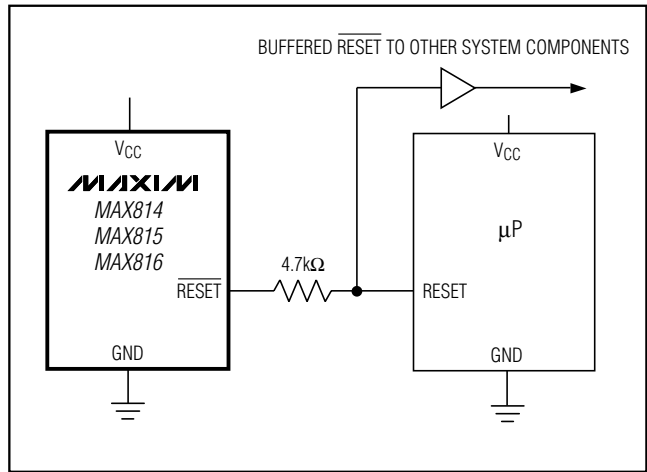 BUFFERED RESET TO OTHER SYSTEM COMPONENTS
VCC
MAXIM
MAX814
MAX815
MAX816
RESET
GND
4.7kΩ
VCC
µP
RESET
GND